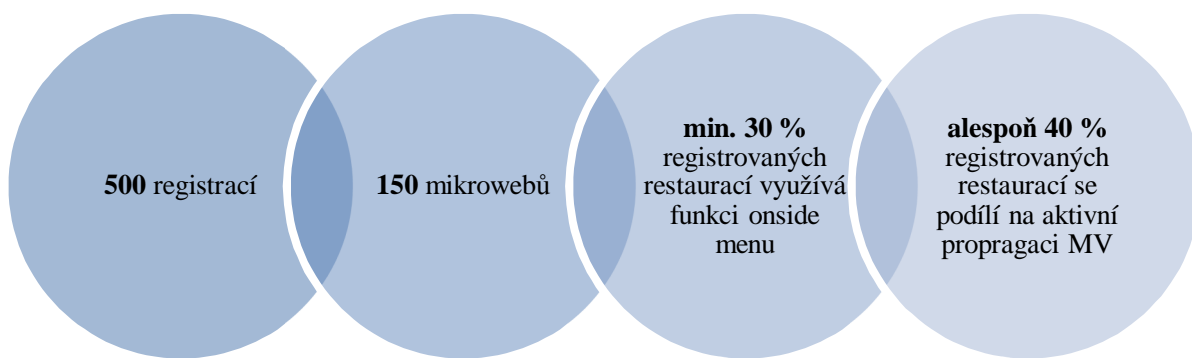 500 registrací
150 mikrowebů
min. 30 %
registrovaných
restaurací využívá
funkci onside
menu
alespoň 40 %
registrovaných
restaurací se
podílí na aktivní
propragaci MV